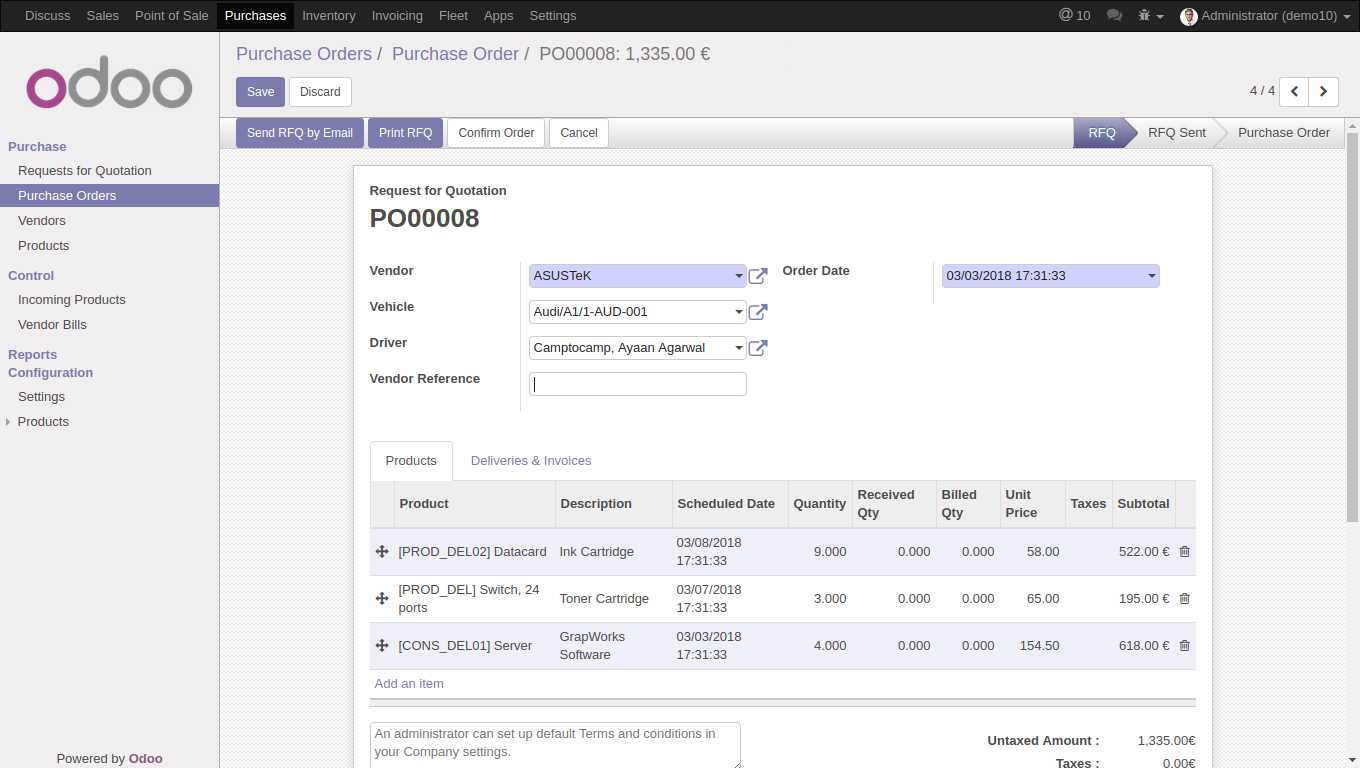 Discuss Sales Point of Sale Purchases Inventory Invoicing Fleet Apps Settings @ 10 Administrator (demo10)
odoo
Purchase
Requests for Quotation
Purchase Orders
Vendors
Products
Control
Incoming Products
Vendor Bills
Reports
Configuration
Settings
Products
Powered by Odoo
Purchase Orders / Purchase Order / PO00008: 1,335.00 €
Save Discard 4 / 4
Send RFQ by Email Print RFQ Confirm Order Cancel RFQ RFQ Sent Purchase Order
Request for Quotation
PO00008
Vendor ASUSTeK Order Date 03/03/2018 17:31:33
Vehicle Audi/A1/1-AUD-001
Driver Camptocamp, Ayaan Agarwal
Vendor Reference
Products Deliveries & Invoices
Product Description Scheduled Date Quantity Received Qty Billed Qty Unit Price Taxes Subtotal
[PROD_DEL02] Datacard Ink Cartridge 03/08/2018 17:31:33 9.000 0.000 0.000 58.00 522.00 €
[PROD_DEL] Switch, 24 ports Toner Cartridge 03/07/2018 17:31:33 3.000 0.000 0.000 65.00 195.00 €
[CONS_DEL01] Server GrapWorks Software 03/03/2018 17:31:33 4.000 0.000 0.000 154.50 618.00 €
Add an item
An administrator can set up default Terms and conditions in
your Company settings.
Untaxed Amount : 1,335.00€
Taxes : 0.00€